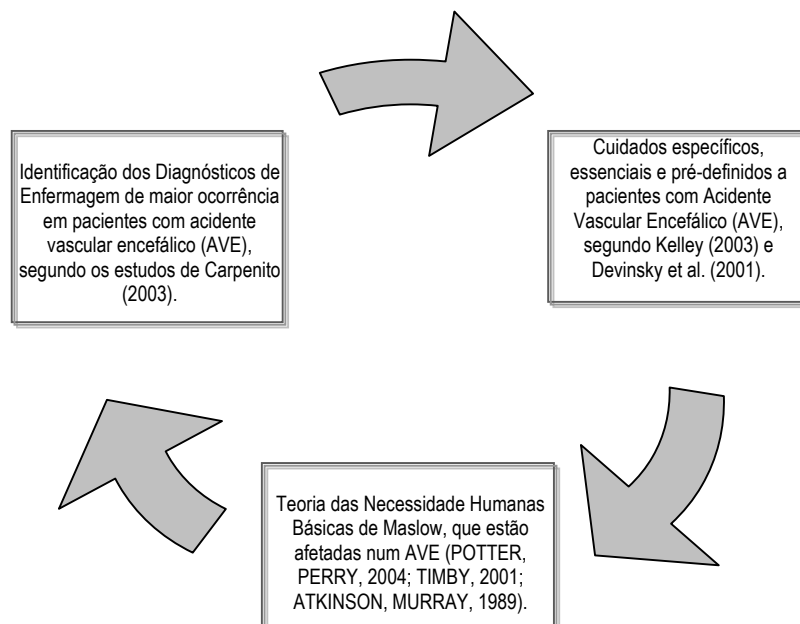 Identificação dos Diagnósticos de
Enfermagem de maior ocorrência
em pacientes com acidente
vascular encefálico (AVE),
segundo os estudos de Carpenito
(2003).
Cuidados específicos,
essenciais e pré-definidos a
pacientes com Acidente
Vascular Encefálico (AVE),
segundo Kelley (2003) e
Devinsky et al. (2001).
Teoria das Necessidade Humanas
Básicas de Maslow, que estão
afetadas num AVE (POTTER,
PERRY, 2004; TIMBY, 2001;
ATKINSON, MURRAY, 1989).